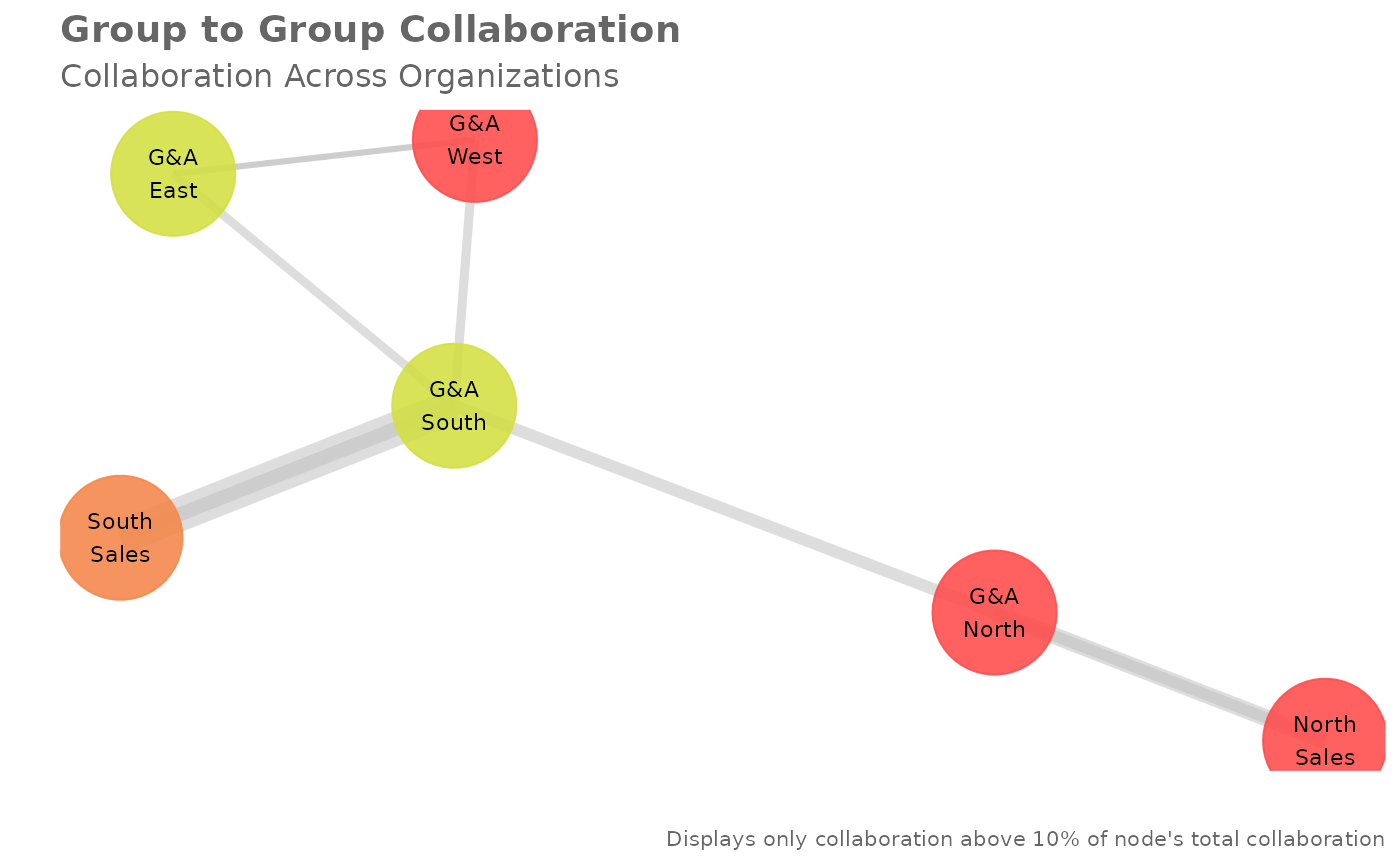 Group to Group Collaboration
Collaboration Across Organizations
G&A
West
G&A
East
G&A
South
South
Sales
G&A
North
North
Sales
Displays only collaboration above 10% of node's total collaboration